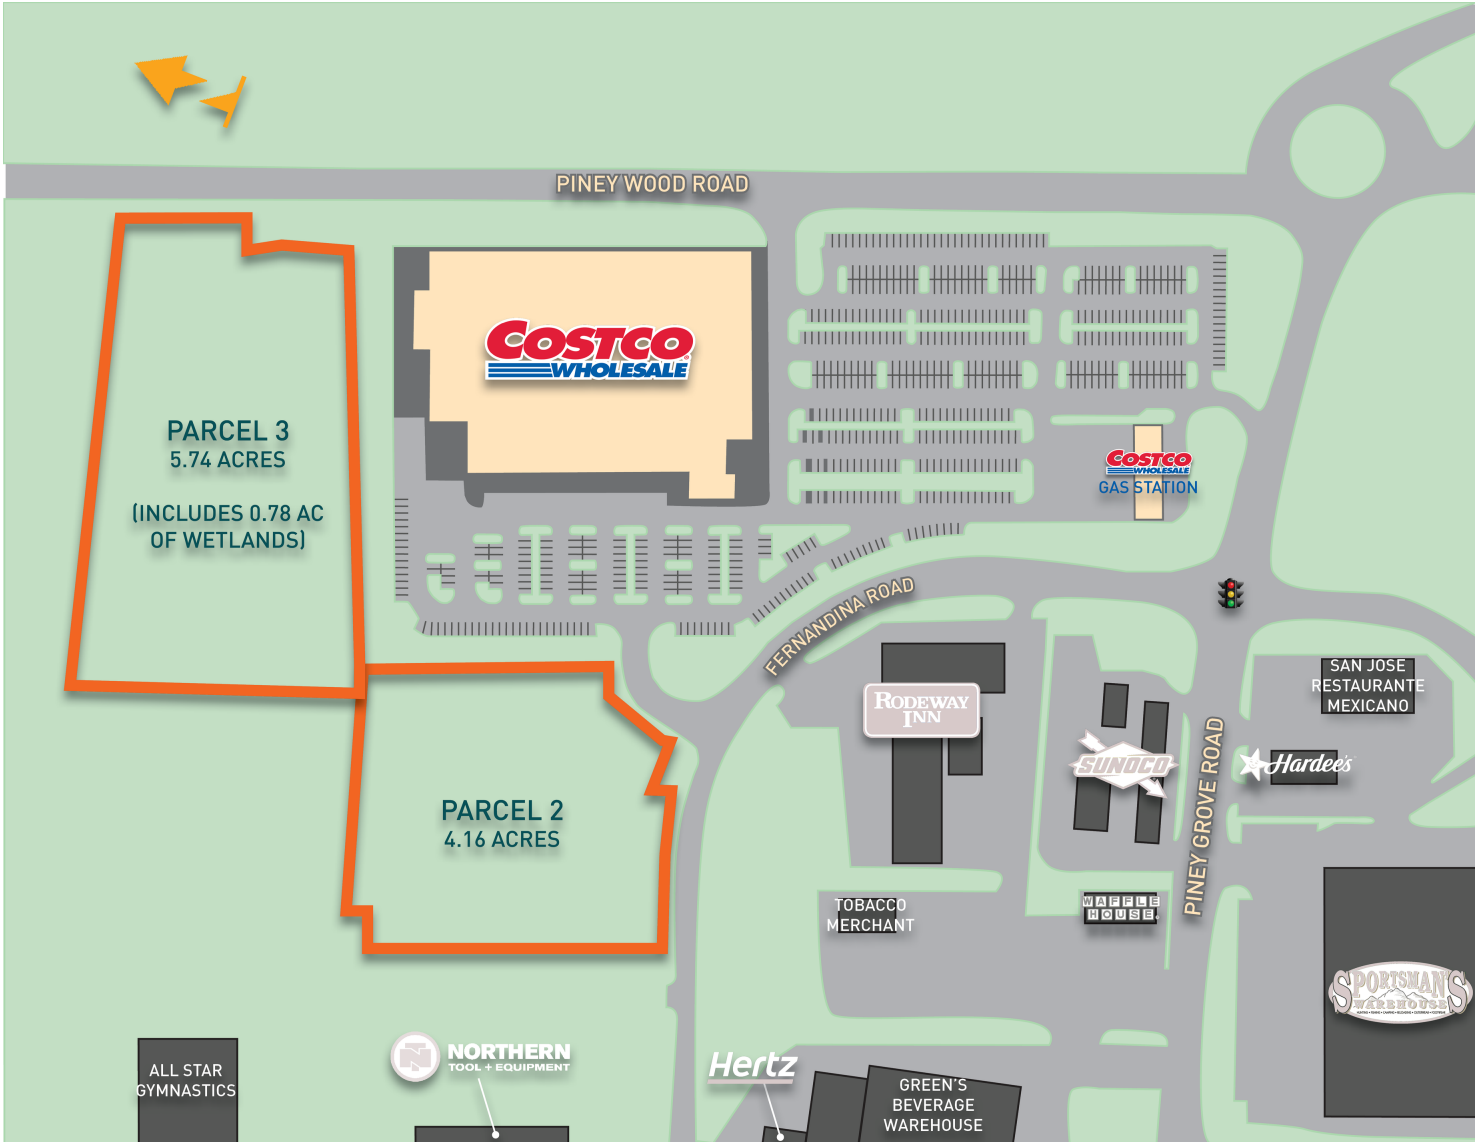 PINEY WOOD ROAD
COSTCO
WHOLESALE
PARCEL 3
5.74 ACRES
(INCLUDES 0.78 AC
OF WETLANDS)
COSTCO
WHOLESALE
GAS STATION
FERNANDINA ROAD
RODEWAY
INN
SAN JOSE
RESTAURANTE
MEXICANO
SUNOCO
Hardee's
PINEY GROVE ROAD
PARCEL 2
4.16 ACRES
TOBACCO
MERCHANT
WAFFLE
HOUSE
SPORTSMAN'S
WAREHOUSE
ALL STAR
GYMNASTICS
N
NORTHERN
TOOL + EQUIPMENT
Hertz
GREEN'S
BEVERAGE
WAREHOUSE